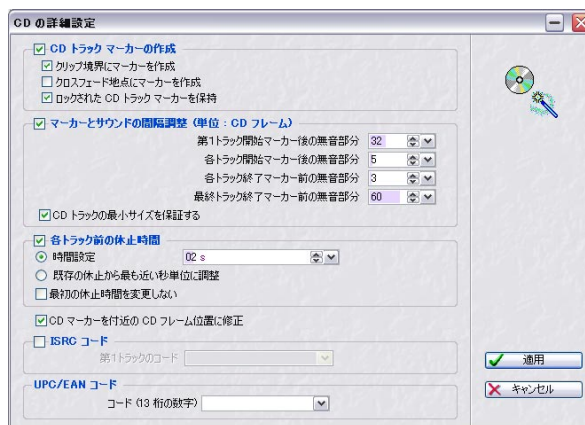 CD の詳細設定
CD トラック マーカーの作成
クリップ境界にマーカーを作成
クロスフェード地点にマーカーを作成
ロックされた CD トラック マーカーを保持
マーカーとサウンドの間隔調整 (単位 : CD フレーム)
第1トラック開始マーカー後の無音部分 32
各トラック開始マーカー後の無音部分 5
各トラック終了マーカー前の無音部分 3
最終トラック終了マーカー前の無音部分 60
CD トラックの最小サイズを保証する
各トラック前の休止時間
時間設定 02 s
既存の休止から最も近い秒単位に調整
最初の休止時間を変更しない
CD マーカーを付近の CD フレーム位置に修正
ISRC コード
第1トラックのコード
適用
UPC/EAN コード
キャンセル
コード (13 桁の数字)